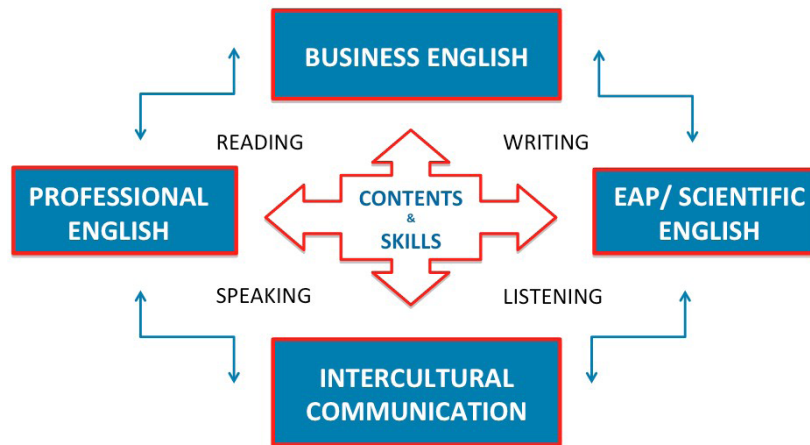 BUSINESS ENGLISH
READING
WRITING
PROFESSIONAL
ENGLISH
CONTENTS
&
SKILLS
EAP/ SCIENTIFIC
ENGLISH
SPEAKING
LISTENING
INTERCULTURAL
COMMUNICATION